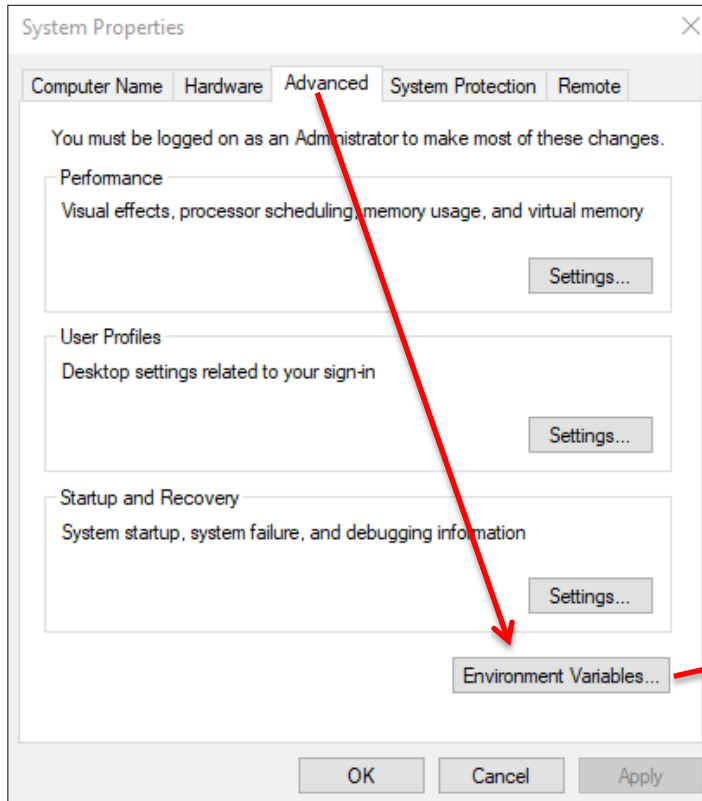 System Properties
Computer Name Hardware Advanced System Protection Remote
You must be logged on as an Administrator to make most of these changes.
Performance
Visual effects, processor scheduling, memory usage, and virtual memory
Settings...
User Profiles
Desktop settings related to your sign-in
Settings...
Startup and Recovery
System startup, system failure, and debugging information
Settings...
Environment Variables...
OK Cancel Apply